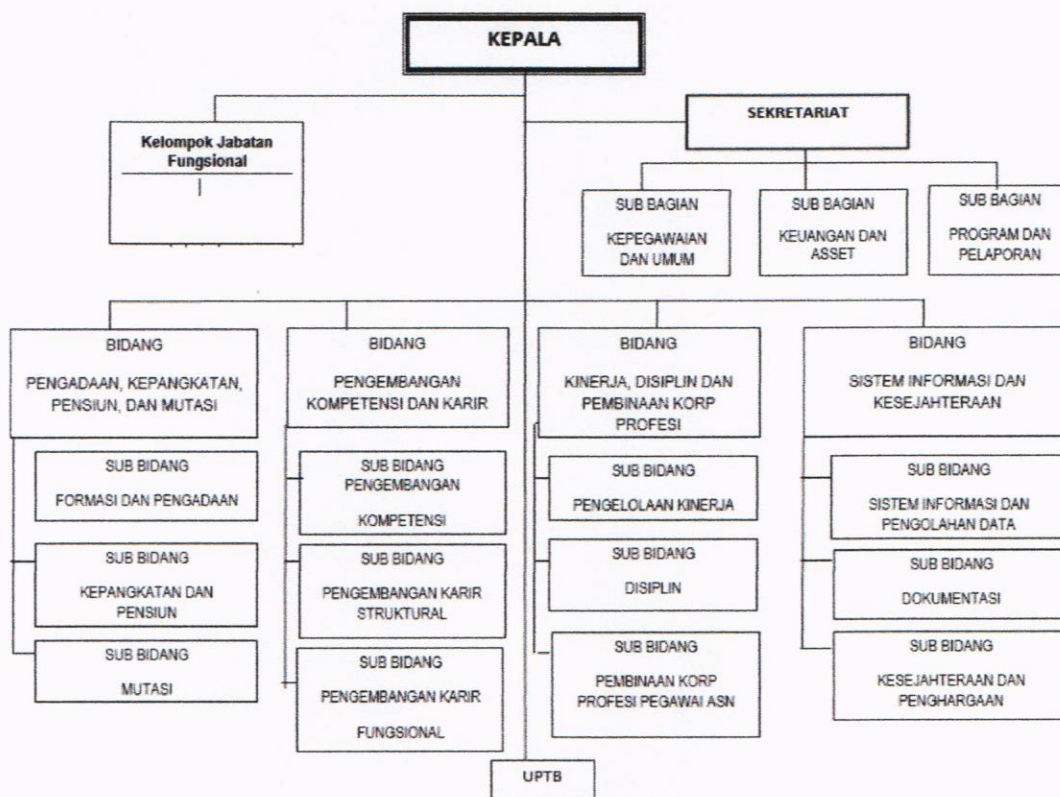 KEPALA
SEKRETARIAT
Kelompok Jabatan
Fungsional
SUB BAGIAN
KEPEGAWAIAN
DAN UMUM
SUB BAGIAN
KEUANGAN DAN
ASSET
SUB BAGIAN
PROGRAM DAN
PELAPORAN
BIDANG
PENGADAAN, KEPANGKATAN,
PENSIUN, DAN MUTASI
SUB BIDANG
FORMASI DAN PENGADAAN
SUB BIDANG
KEPANGKATAN DAN
PENSIUN
SUB BIDANG
MUTASI
BIDANG
PENGEMBANGAN
KOMPETENSI DAN KARIR
SUB BIDANG
PENGEMBANGAN
KOMPETENSI
SUB BIDANG
PENGEMBANGAN KARIR
STRUKTURAL
SUB BIDANG
PENGEMBANGAN KARIR
FUNGSIONAL
BIDANG
KINERJA, DISIPLIN DAN
PEMBINAAN KORP
PROFESI
SUB BIDANG
PENGELOLAAN KINERJA
SUB BIDANG
DISIPLIN
SUB BIDANG
PEMBINAAN KORP
PROFESI PEGAWAI ASN
BIDANG
SISTEM INFORMASI DAN
KESEJAHTERAAN
SUB BIDANG
SISTEM INFORMASI DAN
PENGOLAHAN DATA
SUB BIDANG
DOKUMENTASI
SUB BIDANG
KESEJAHTERAAN DAN
PENGHARGAAN
UPTB